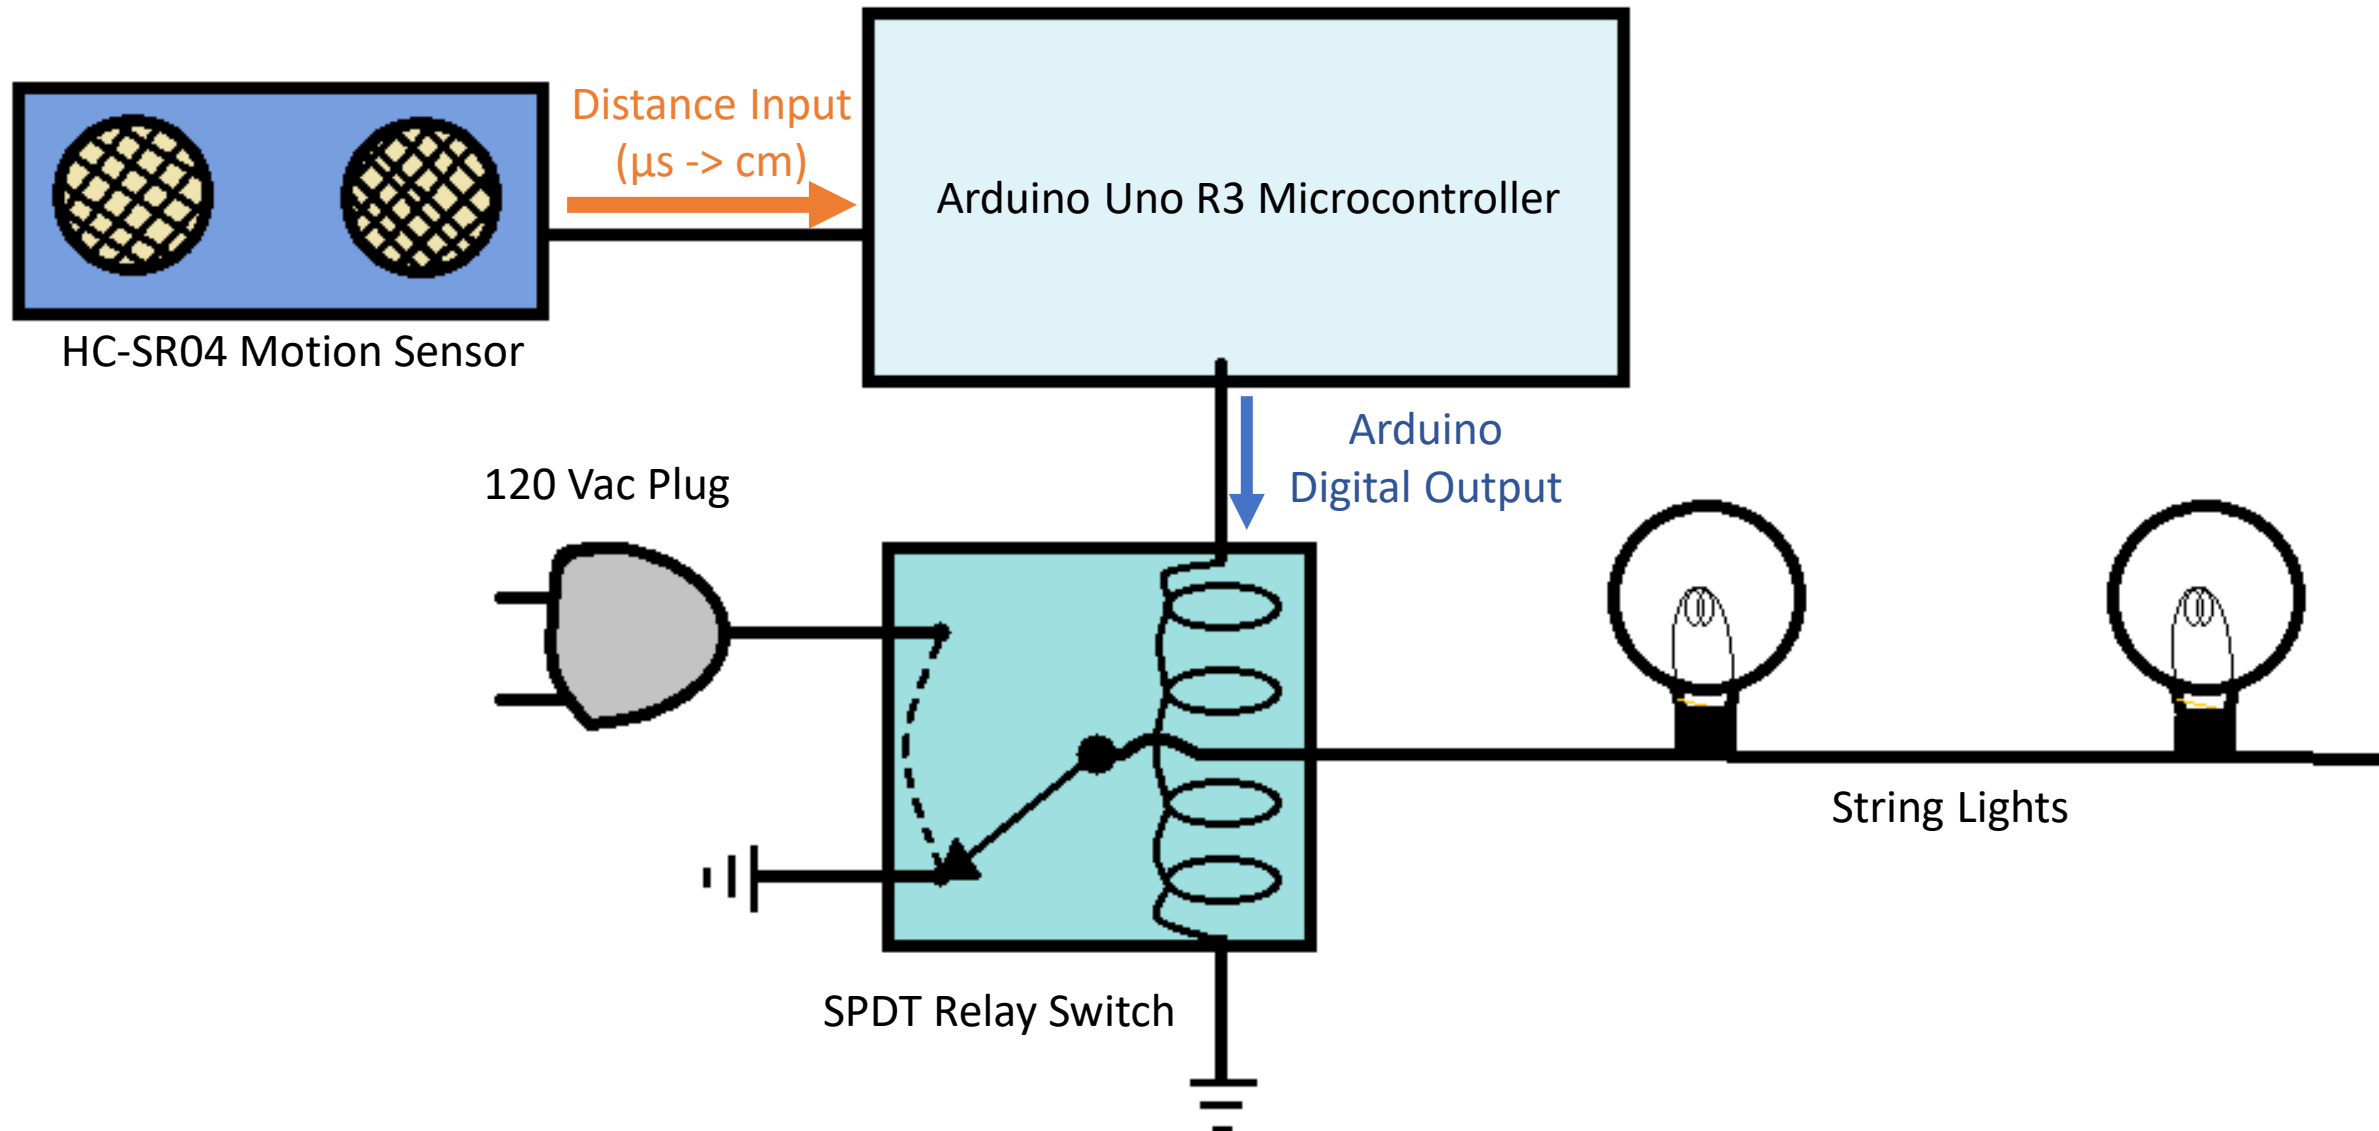 Distance Input
(µs -> cm)
Arduino Uno R3 Microcontroller
HC-SR04 Motion Sensor
Arduino
Digital Output
120 Vac Plug
String Lights
SPDT Relay Switch